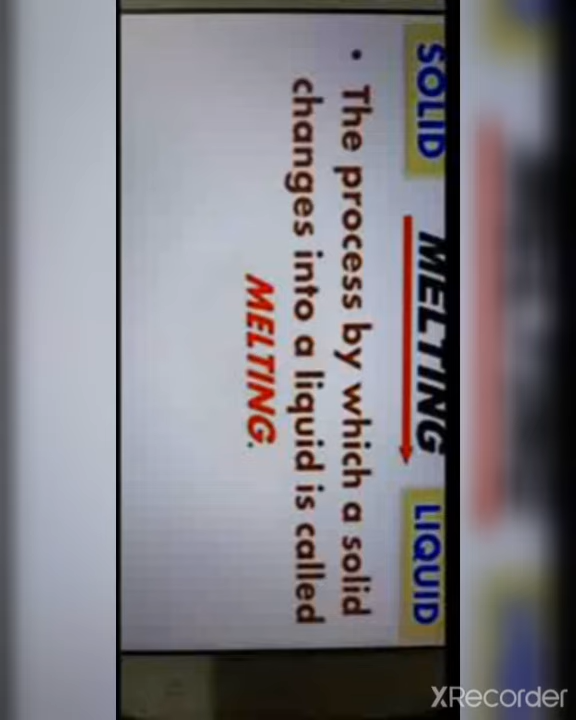 SOLID MELTING LIQUID
• The process by which a solid
changes into a liquid is called
MELTING.
XRecorder